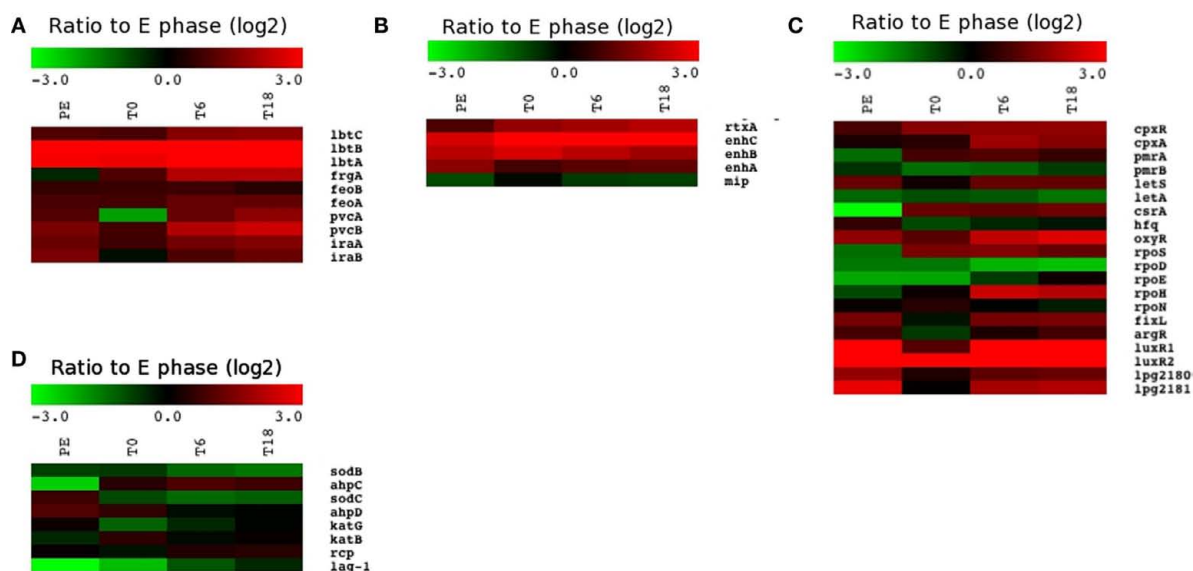 A
Ratio to E phase (log2)
-3.0 0.0 3.0
PE T0 T6 T18
lbtC
lbtB
lbtA
frgA
feoB
feoA
pvcA
pvcB
iraA
iraB
B
Ratio to E phase (log2)
-3.0 0.0 3.0
PE T0 T6 T18
rtxA
enhC
enhB
enhA
mip
C
Ratio to E phase (log2)
-3.0 0.0 3.0
PE T0 T6 T18
cpxR
cpxA
pmrA
pmrB
letS
letA
csrA
hfq
oxyR
rpoS
rpoD
rpoE
rpoH
rpoN
fixL
argR
luxR1
luxR2
lpg2180
lpg2181
D
Ratio to E phase (log2)
-3.0 0.0 3.0
PE T0 T6 T18
sodB
ahpC
sodC
ahpD
katG
katB
rcp
lag-1